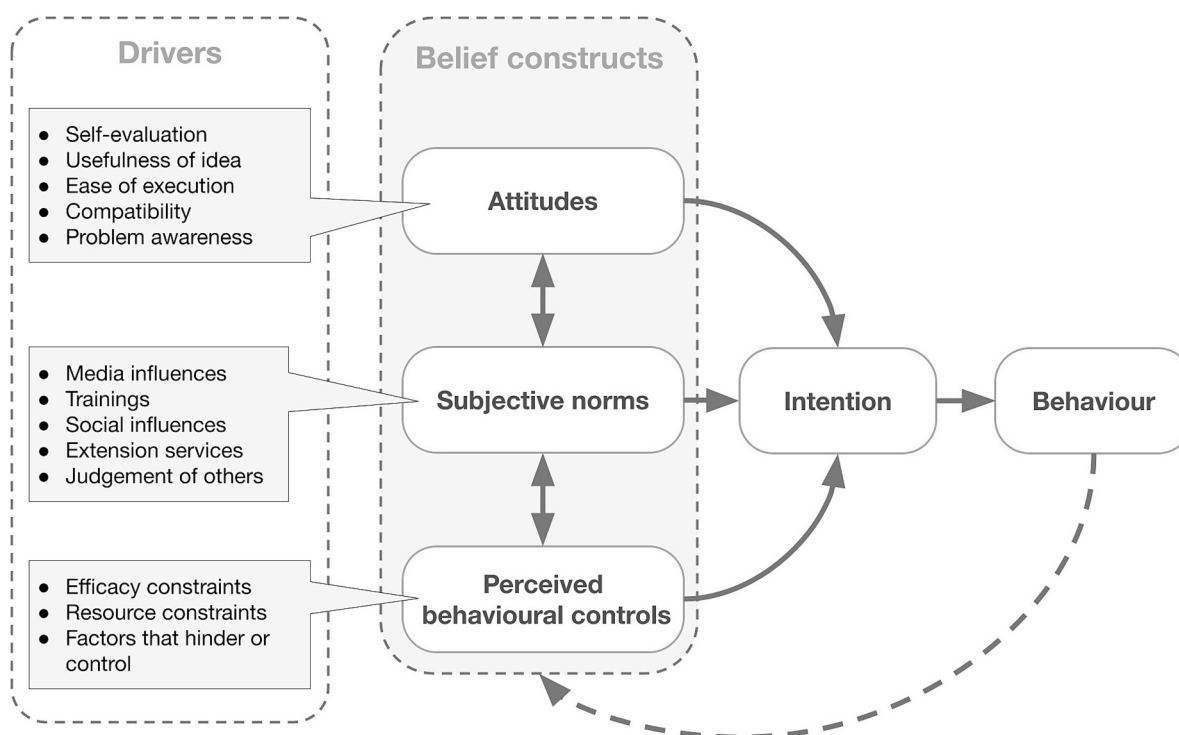 Drivers
● Self-evaluation
● Usefulness of idea
● Ease of execution
● Compatibility
● Problem awareness
● Media influences
● Trainings
● Social influences
● Extension services
● Judgement of others
● Efficacy constraints
● Resource constraints
● Factors that hinder or
control
Belief constructs
Attitudes
Subjective norms
Perceived
behavioural controls
Intention
Behaviour